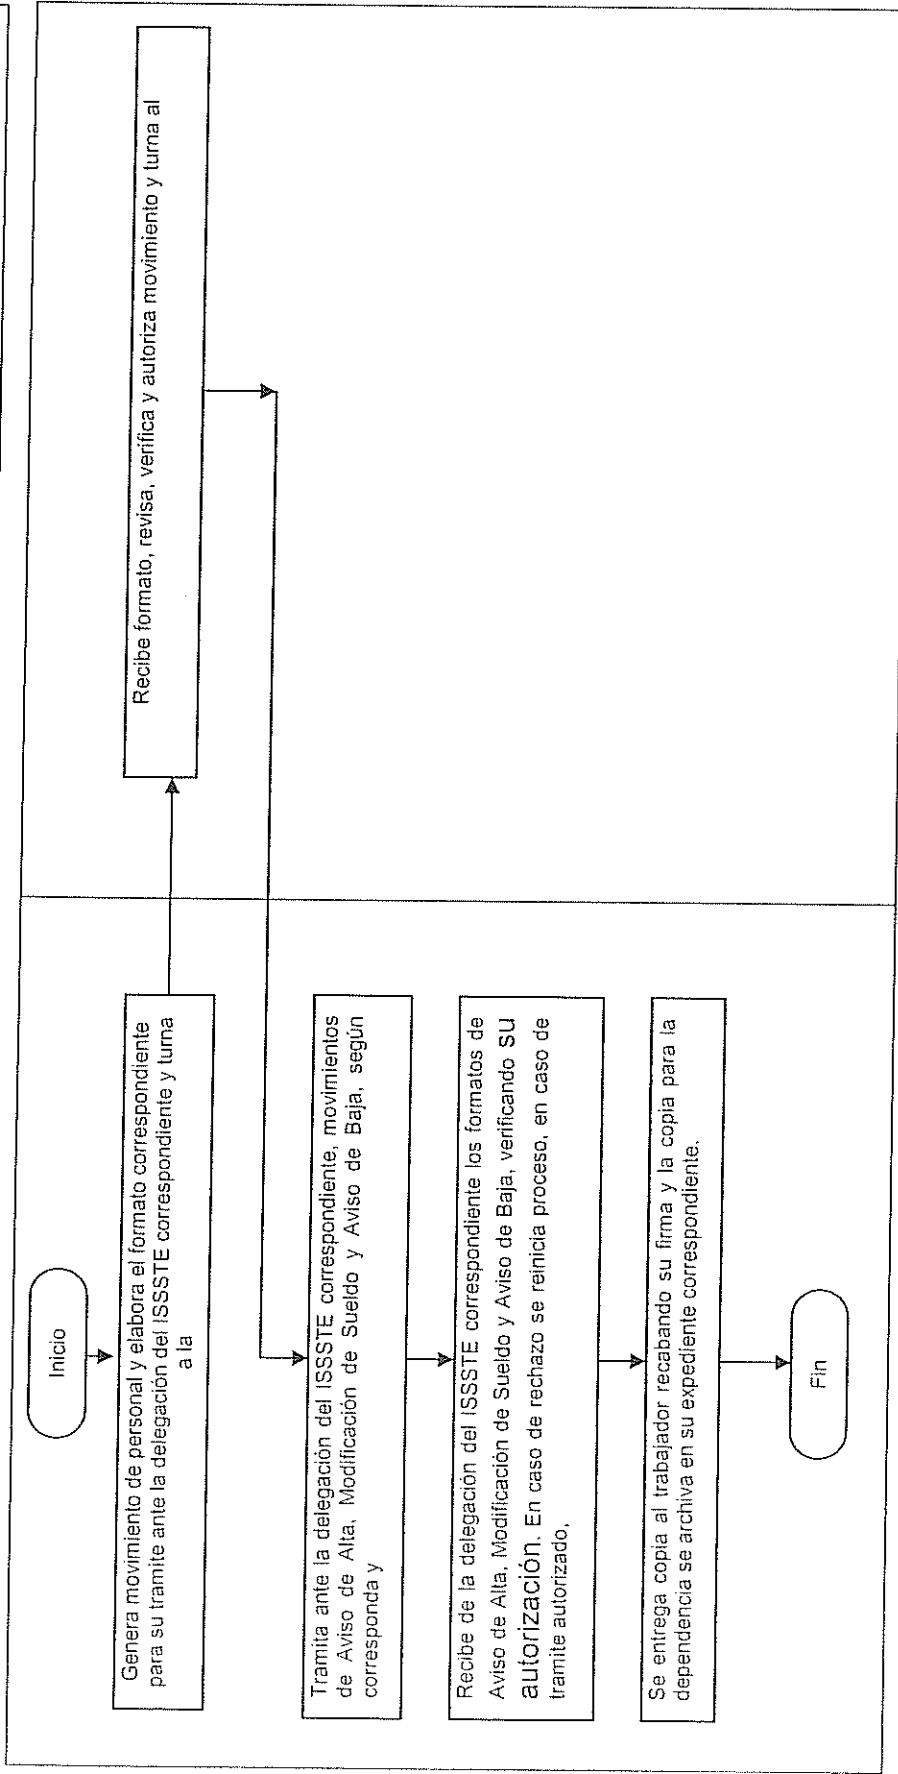 Inicio
Genera movimiento de personal y elabora el formato correspondiente
para su tramite ante la delegación del ISSSTE correspondiente y turna
a la
Recibe formato, revisa, verifica y autoriza movimiento y turna al
Tramita ante la delegación del ISSSTE correspondiente, movimientos
de Aviso de Alta, Modificación de Sueldo y Aviso de Baja, según
corresponda y
Recibe de la delegación del ISSSTE correspondiente los formatos de
Aviso de Alta, Modificación de Sueldo y Aviso de Baja, verificando su
autorización. En caso de rechazo se reinicia proceso, en caso de
tramite autorizado,
Se entrega copia al trabajador recabando su firma y la copia para la
dependencia se archiva en su expediente correspondiente.
Fin